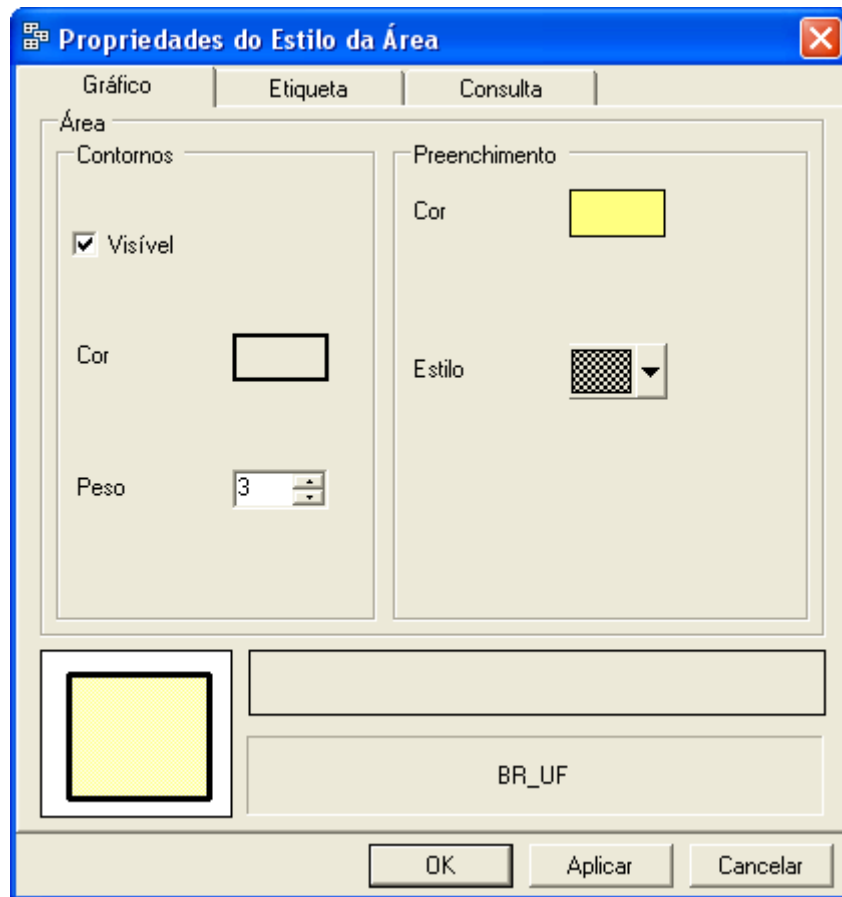 Propriedades do Estilo da Área
Gráfico
Etiqueta
Consulta
Área
Contornos
Visível
Cor
Peso
3
Preenchimento
Cor
Estilo
BR_UF
OK
Aplicar
Cancelar